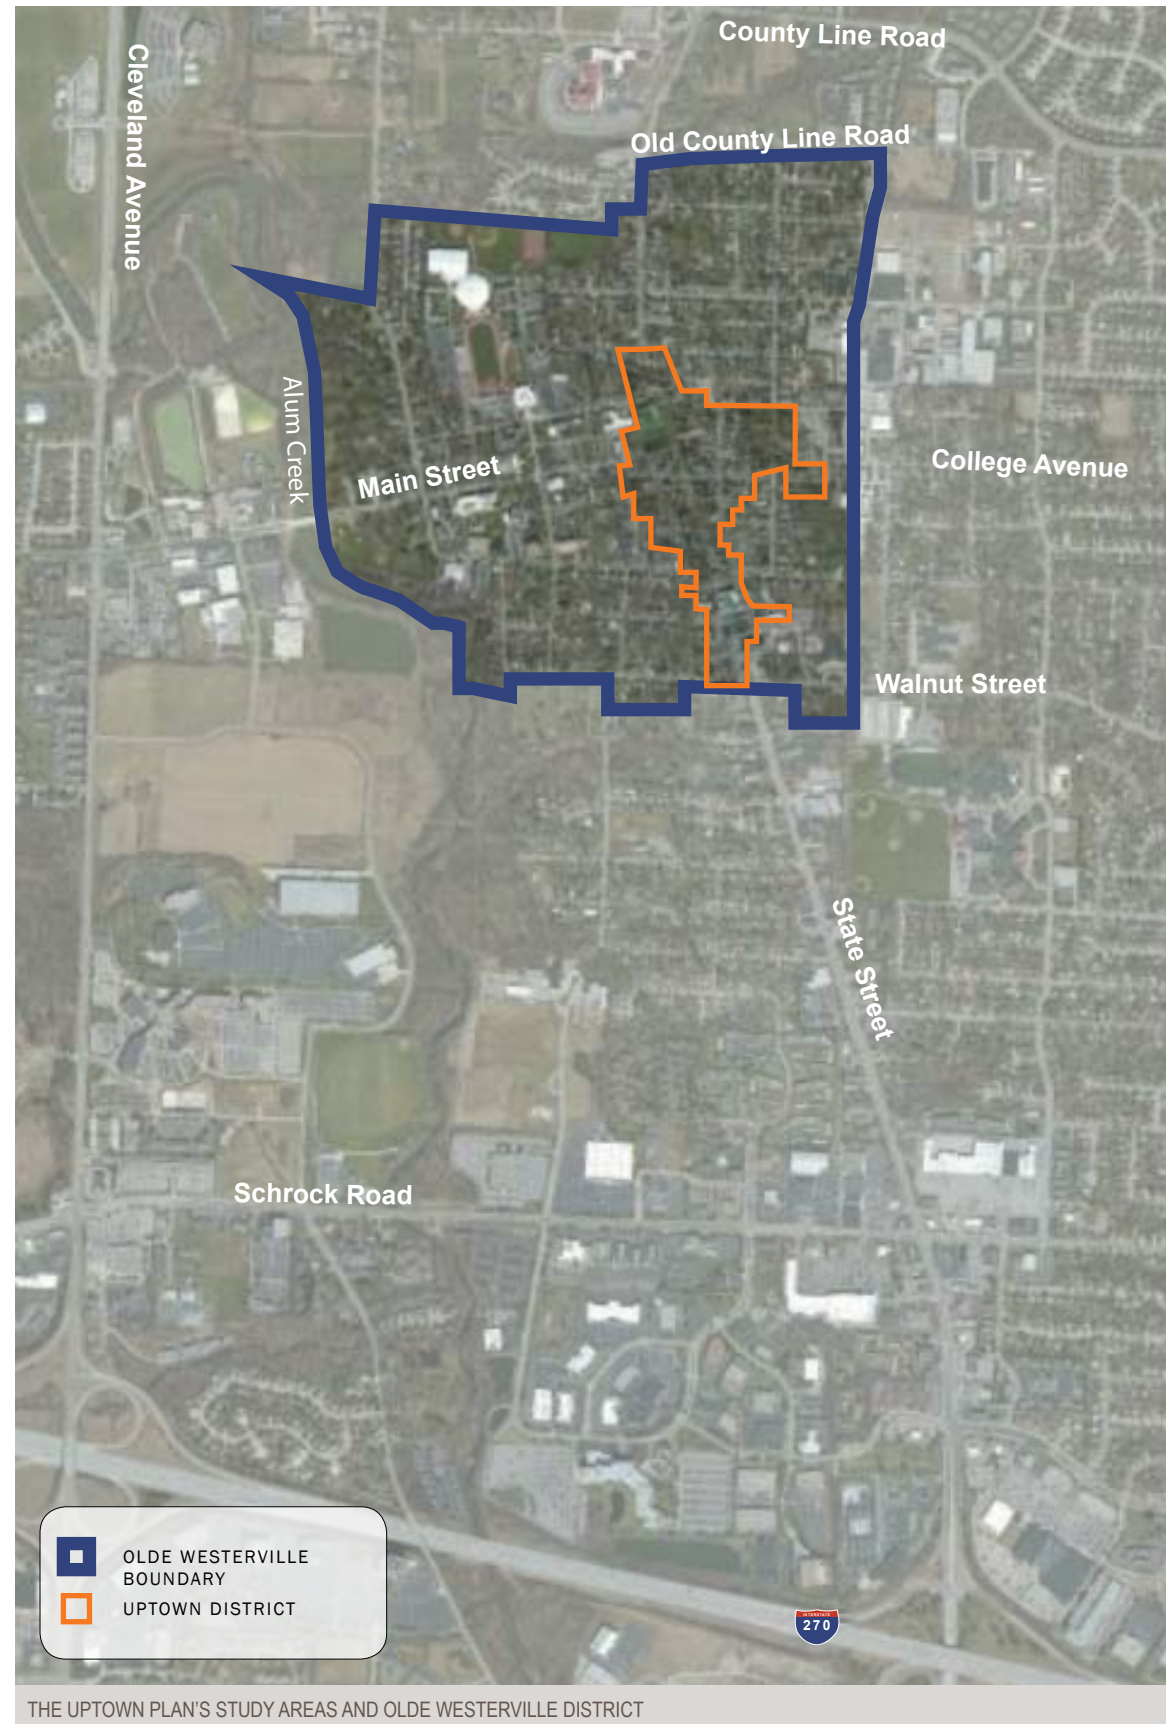 County Line Road
Cleveland Avenue
Old County Line Road
Alum Creek
Main Street
College Avenue
Walnut Street
State Street
Schrock Road
OLDE WESTERVILLE
BOUNDARY
UPTOWN DISTRICT
INTERSTATE
270
THE UPTOWN PLAN'S STUDY AREAS AND OLDE WESTERVILLE DISTRICT